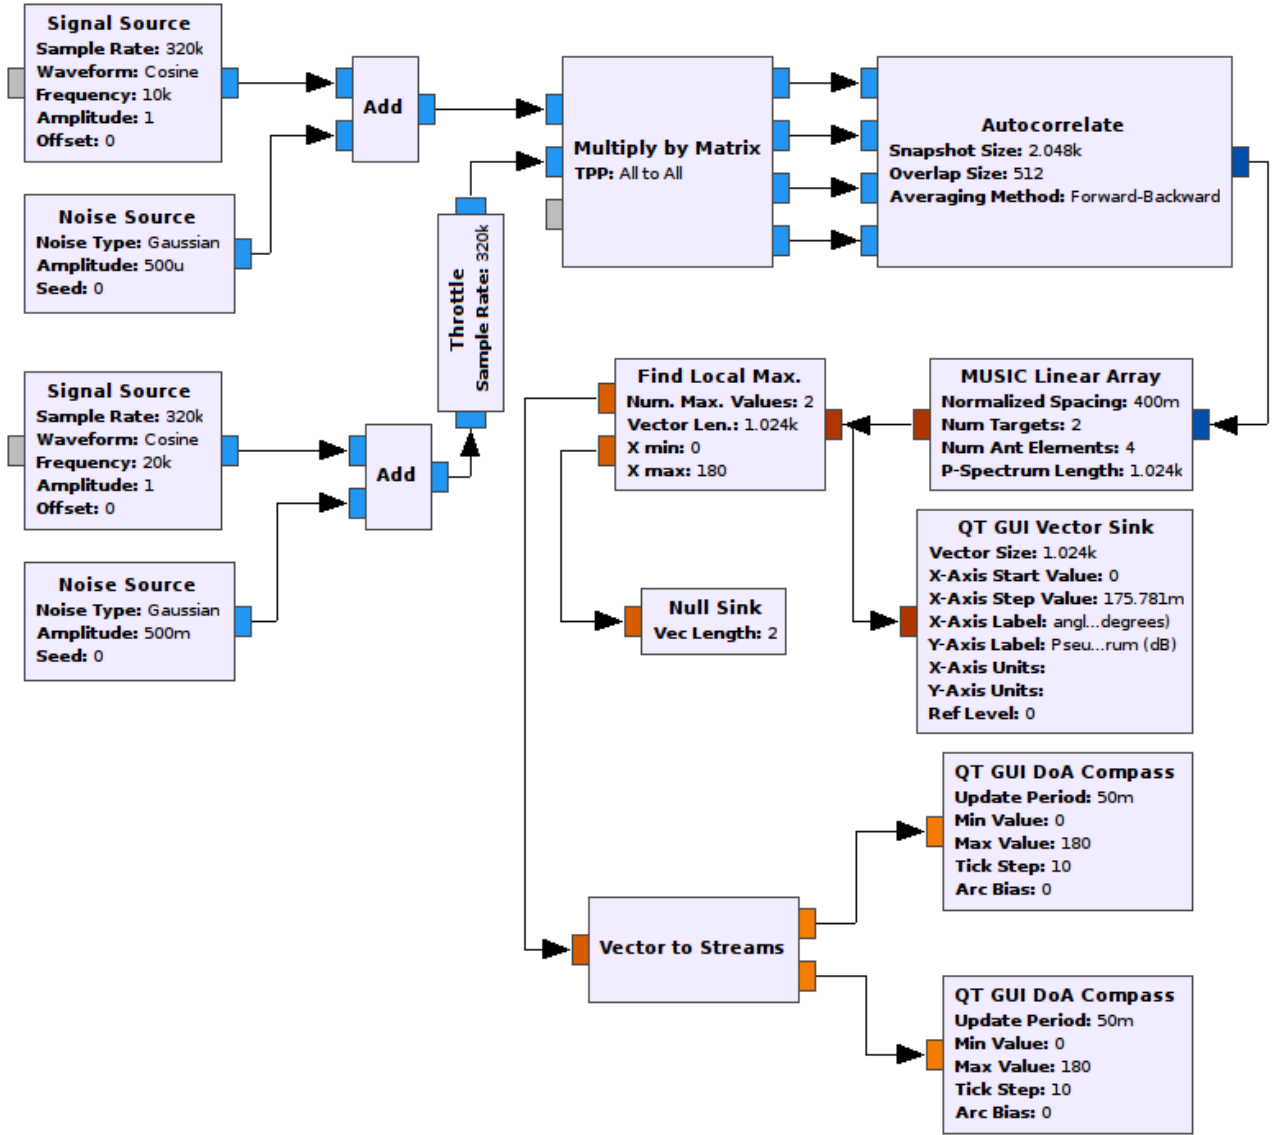 Signal Source
Sample Rate: 320k
Waveform: Cosine
Frequency: 10k
Amplitude: 1
Offset: 0
Add
Noise Source
Noise Type: Gaussian
Amplitude: 500u
Seed: 0
Multiply by Matrix
TPP: All to All
Autocorrelate
Snapshot Size: 2.048k
Overlap Size: 512
Averaging Method: Forward-Backward
Throttle
Sample Rate: 320k
Signal Source
Sample Rate: 320k
Waveform: Cosine
Frequency: 20k
Amplitude: 1
Offset: 0
Add
Noise Source
Noise Type: Gaussian
Amplitude: 500m
Seed: 0
Find Local Max.
Num. Max. Values: 2
Vector Len.: 1.024k
X min: 0
X max: 180
MUSIC Linear Array
Normalized Spacing: 400m
Num Targets: 2
Num Ant Elements: 4
P-Spectrum Length: 1.024k
Null Sink
Vec Length: 2
QT GUI Vector Sink
Vector Size: 1.024k
X-Axis Start Value: 0
X-Axis Step Value: 175.781m
X-Axis Label: angl...degrees)
Y-Axis Label: Pseu...rum (dB)
X-Axis Units:
Y-Axis Units:
Ref Level: 0
QT GUI DoA Compass
Update Period: 50m
Min Value: 0
Max Value: 180
Tick Step: 10
Arc Bias: 0
Vector to Streams
QT GUI DoA Compass
Update Period: 50m
Min Value: 0
Max Value: 180
Tick Step: 10
Arc Bias: 0